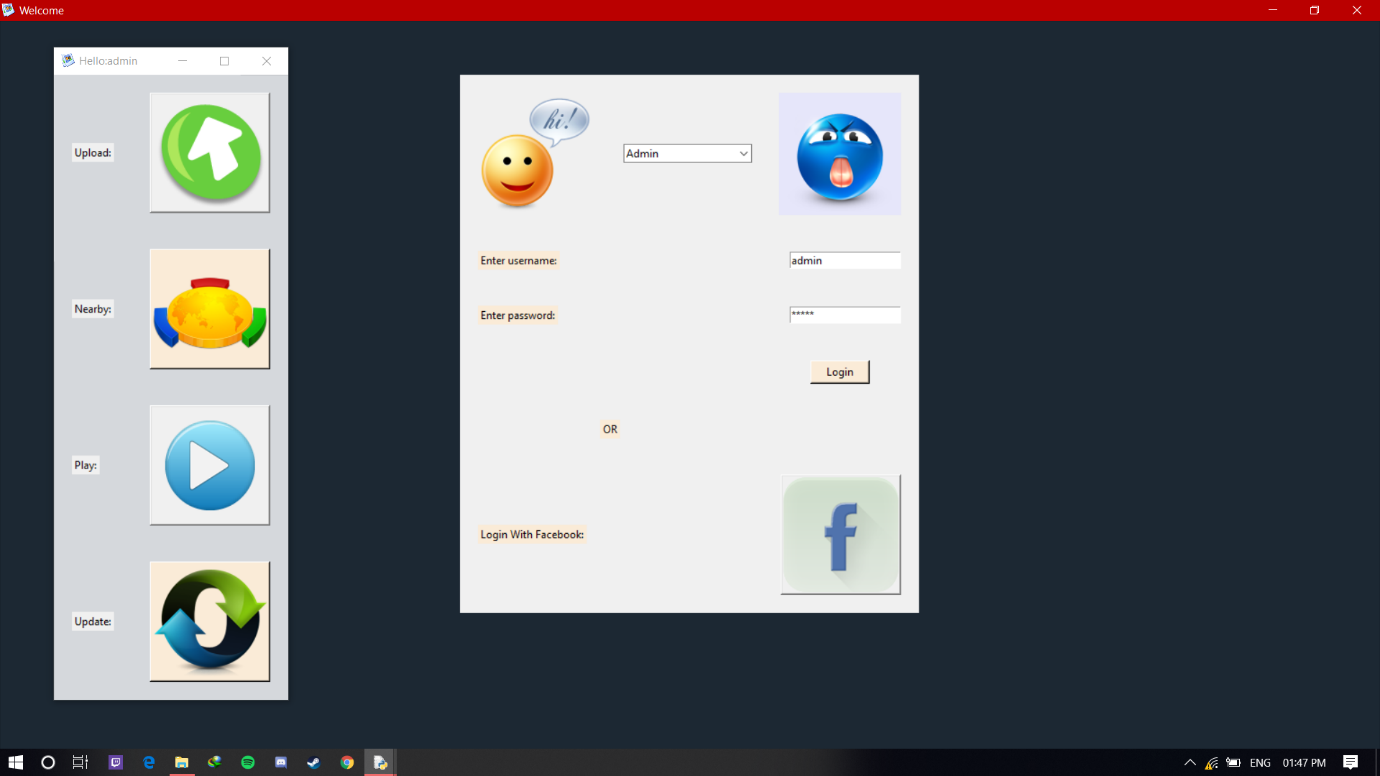 Welcome
Hello:admin
Upload:
Nearby:
Play:
Update:
hi!
Admin
Enter username:
admin
Enter password:
*****
Login
OR
Login With Facebook:
f
ENG
01:47 PM